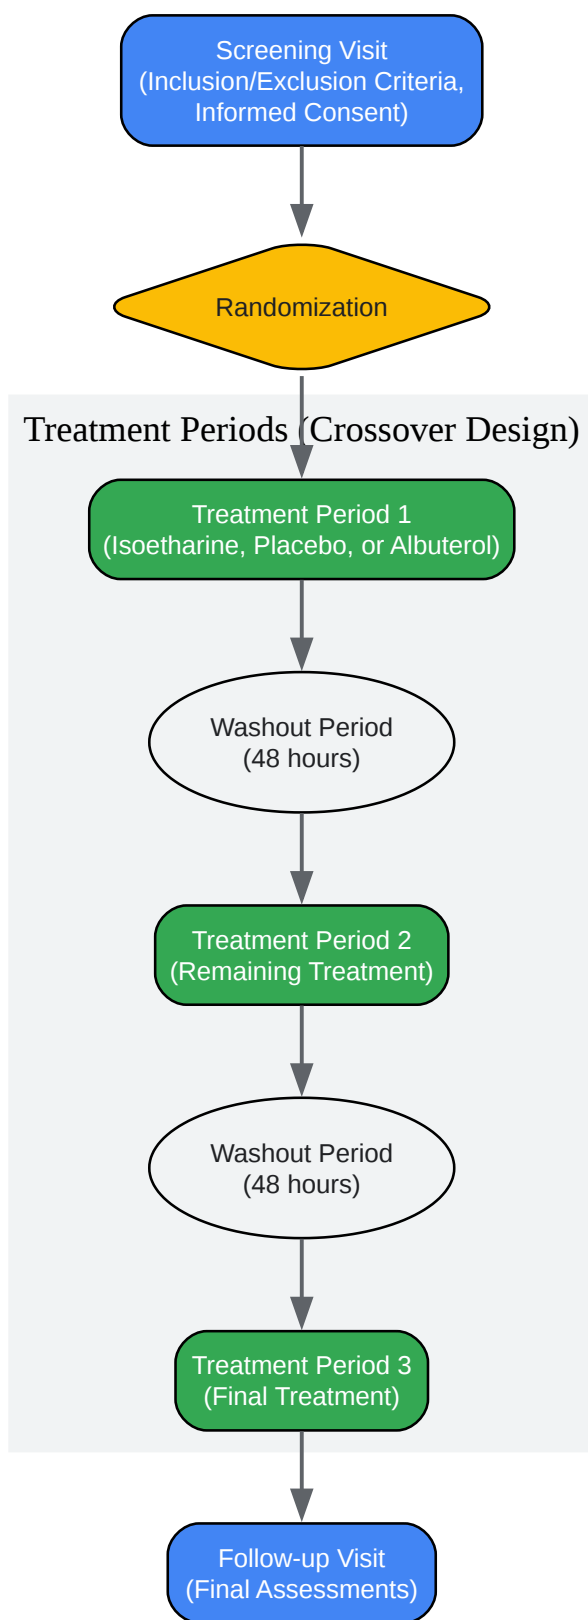 Screening Visit
(Inclusion/Exclusion Criteria,
Informed Consent)
Randomization
Treatment Periods (Crossover Design)
Treatment Period 1
(Isoetharine, Placebo, or Albuterol)
Washout Period
(48 hours)
Treatment Period 2
(Remaining Treatment)
Washout Period
(48 hours)
Treatment Period 3
(Final Treatment)
Follow-up Visit
(Final Assessments)